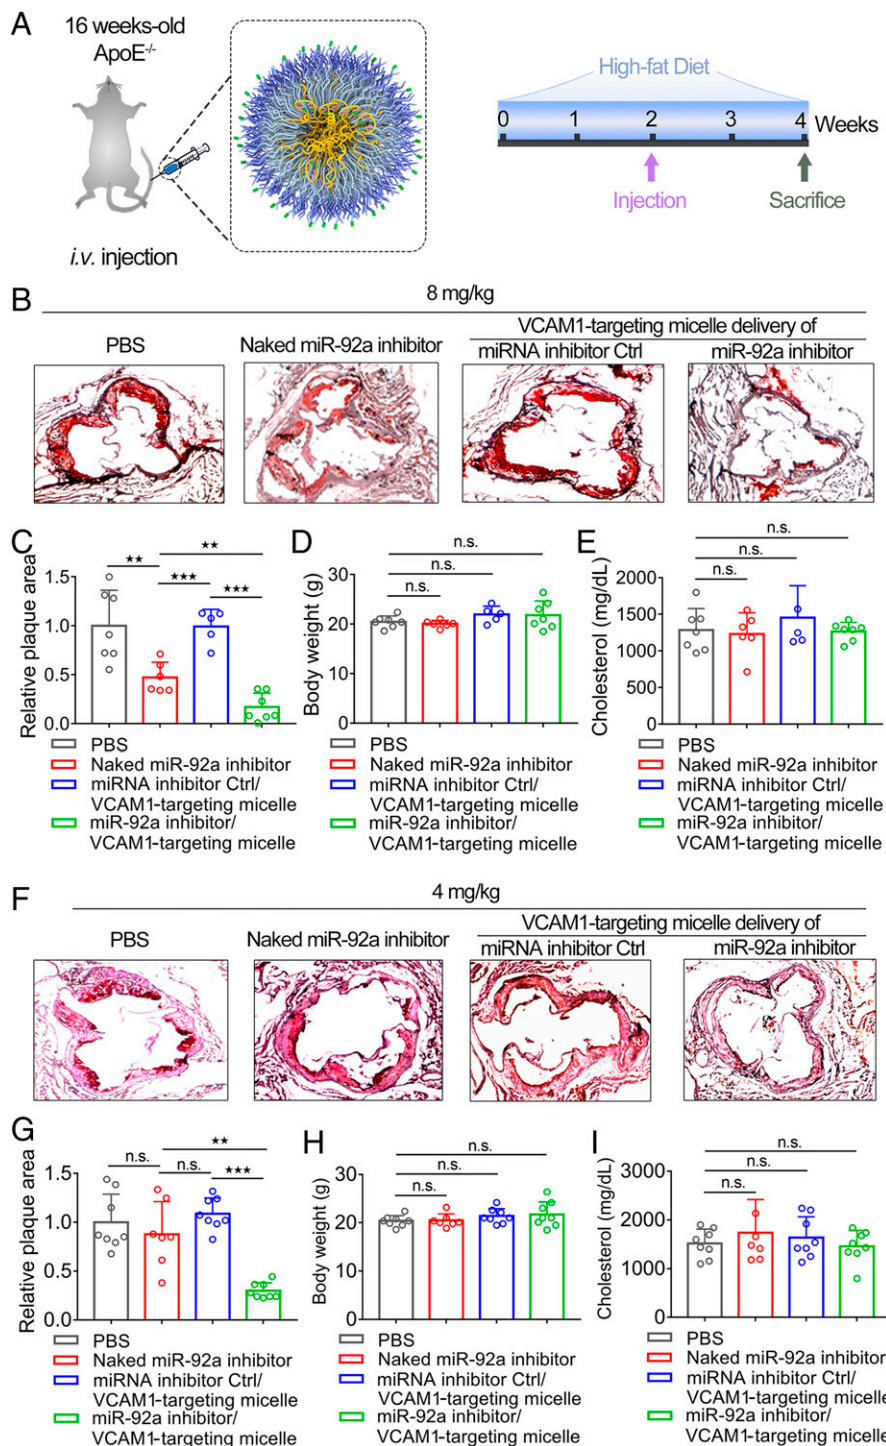 A
16 weeks-old
ApoE-/-
i.v. injection
High-fat Diet
0 1 2 3 4 Weeks
Injection Sacrifice
B
8 mg/kg
PBS
Naked miR-92a inhibitor
VCAM1-targeting micelle delivery of
miRNA inhibitor Ctrl
miR-92a inhibitor
C
Relative plaque area
1.5
1.0
0.5
0.0
★★
★★
★★★
★★★
PBS
Naked miR-92a inhibitor
miRNA inhibitor Ctrl/
VCAM1-targeting micelle
miR-92a inhibitor/
VCAM1-targeting micelle
D
Body weight (g)
30
20
10
0
n.s.
n.s.
n.s.
PBS
Naked miR-92a inhibitor
miRNA inhibitor Ctrl/
VCAM1-targeting micelle
miR-92a inhibitor/
VCAM1-targeting micelle
E
Cholesterol (mg/dL)
2000
1500
1000
500
0
n.s.
n.s.
n.s.
PBS
Naked miR-92a inhibitor
miRNA inhibitor Ctrl/
VCAM1-targeting micelle
miR-92a inhibitor/
VCAM1-targeting micelle
F
4 mg/kg
PBS
Naked miR-92a inhibitor
VCAM1-targeting micelle delivery of
miRNA inhibitor Ctrl
miR-92a inhibitor
G
Relative plaque area
1.5
1.0
0.5
0.0
★★
n.s.
n.s.
★★★
PBS
Naked miR-92a inhibitor
miRNA inhibitor Ctrl/
VCAM1-targeting micelle
miR-92a inhibitor/
VCAM1-targeting micelle
H
Body weight (g)
30
20
10
0
n.s.
n.s.
n.s.
PBS
Naked miR-92a inhibitor
miRNA inhibitor Ctrl/
VCAM1-targeting micelle
miR-92a inhibitor/
VCAM1-targeting micelle
I
Cholesterol (mg/dL)
3000
2000
1000
0
n.s.
n.s.
n.s.
PBS
Naked miR-92a inhibitor
miRNA inhibitor Ctrl/
VCAM1-targeting micelle
miR-92a inhibitor/
VCAM1-targeting micelle